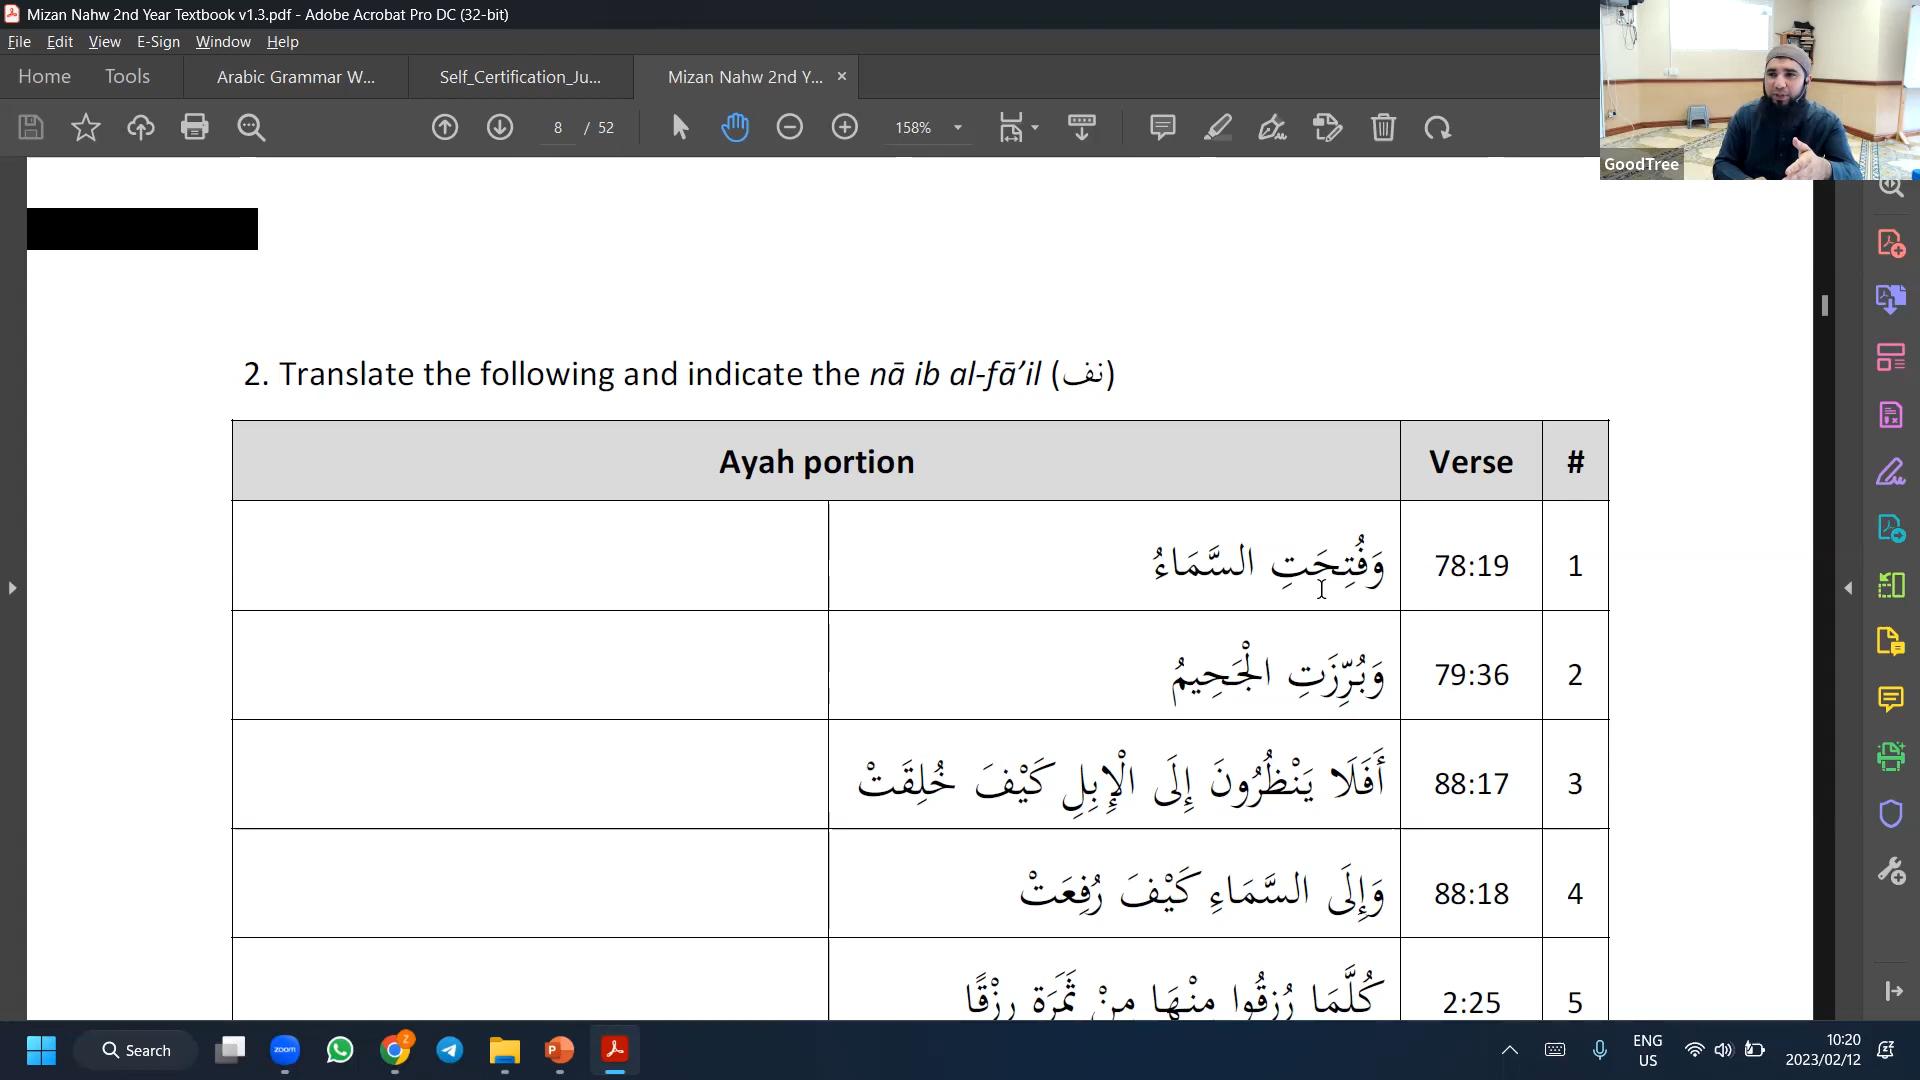 Mizan Nahw 2nd Year Textbook v1.3.pdf - Adobe Acrobat Pro DC (32-bit)
File Edit View E-Sign Window Help
Home Tools Arabic Grammar W... Self_Certification_Ju... Mizan Nahw 2nd Y... ×
8 / 52 158%
GoodTree
2. Translate the following and indicate the nā ib al-fā’il (نف)
Ayah portion Verse #
وَفُتِحَتِ السَّمَاءُ 78:19 1
وَبُرِّزَتِ الْجَحِيمُ 79:36 2
أَفَلَا يَنْظُرُونَ إِلَى الْإِبِلِ كَيْفَ خُلِقَتْ 88:17 3
وَإِلَى السَّمَاءِ كَيْفَ رُفِعَتْ 88:18 4
كُلَّمَا رُزِقُوا مِنْهَا مِنْ ثَمَرَةٍ رِزْقًا 2:25 5
Search zoom 2 ENG 10:20
US 2023/02/12